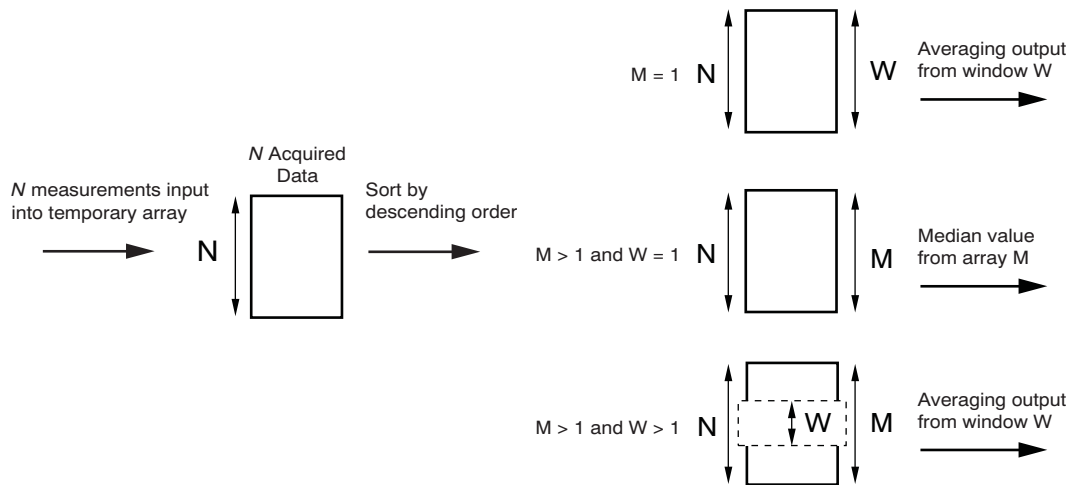 N measurements input
into temporary array
N Acquired
Data
N
Sort by
descending order
M = 1
N
W
Averaging output
from window W
M > 1 and W = 1
N
M
Median value
from array M
M > 1 and W > 1
N
W
M
Averaging output
from window W